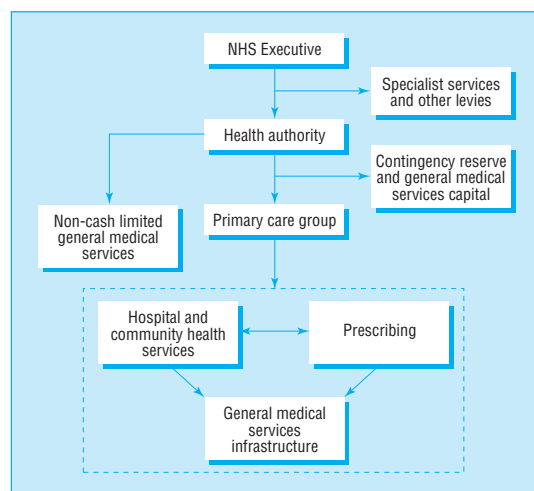 NHS Executive
Specialist services
and other levies
Health authority
Contingency reserve
and general medical
services capital
Non-cash limited
general medical
services
Primary care group
Hospital and
community health
services
Prescribing
General medical
services
infrastructure